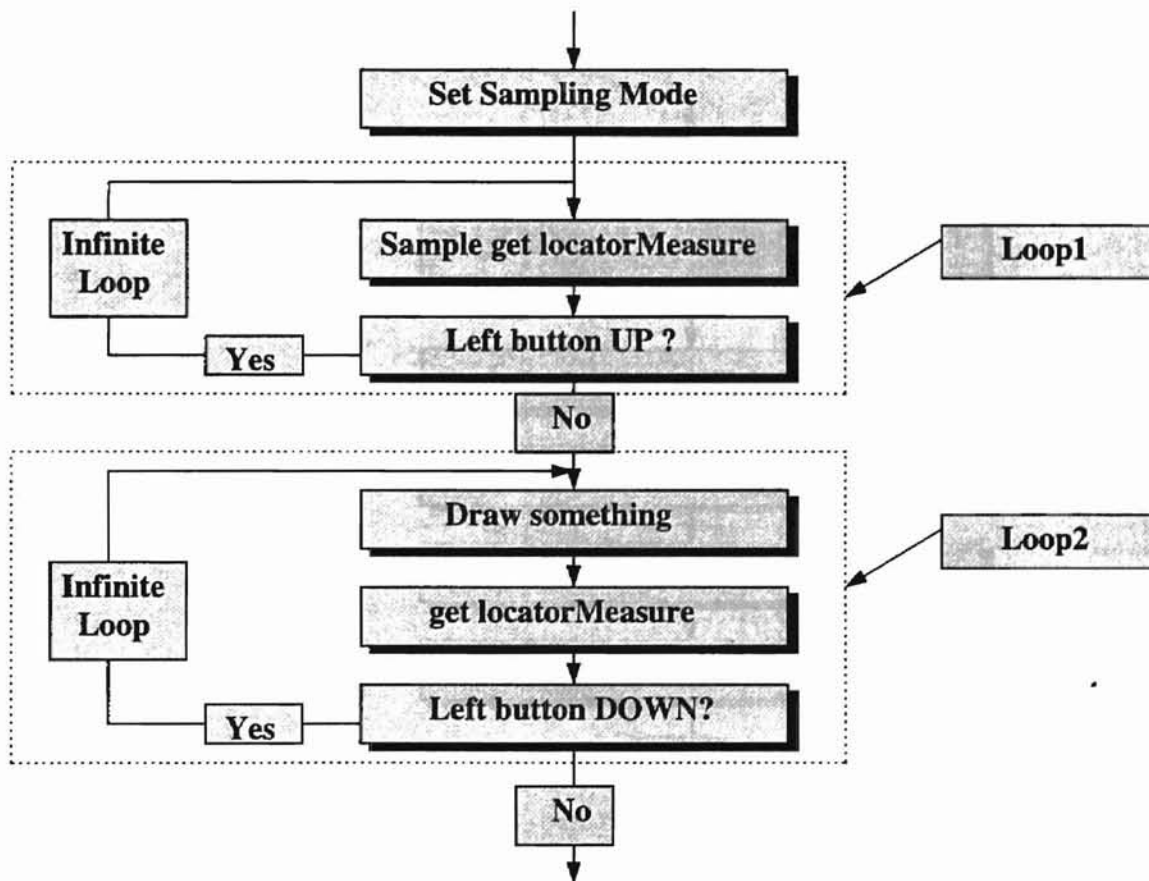 Set Sampling Mode
Infinite
Loop
Sample get locatorMeasure
Loop1
Left button UP ?
Yes
No
Draw something
Loop2
Infinite
Loop
get locatorMeasure
Left button DOWN?
Yes
No